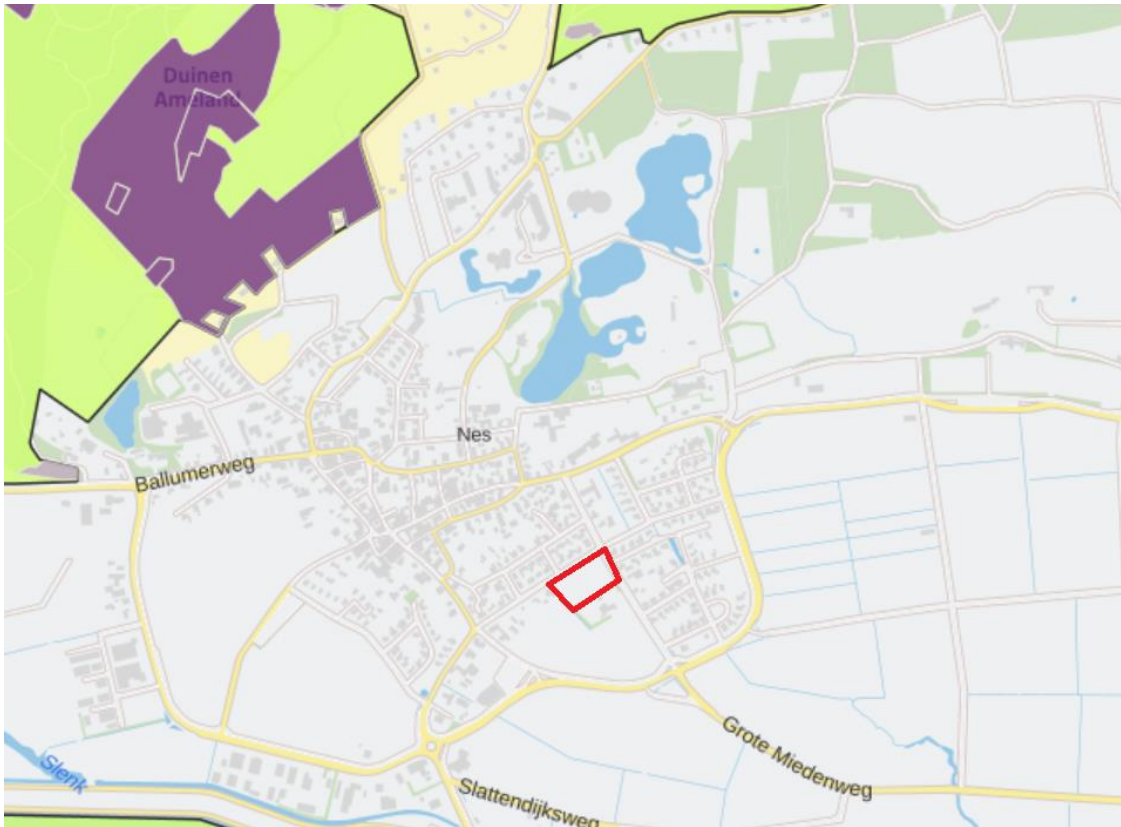 Duinen
Ameland
Nes
Ballumerweg
Slenk
Grote Miedenweg
Slattendijksweg